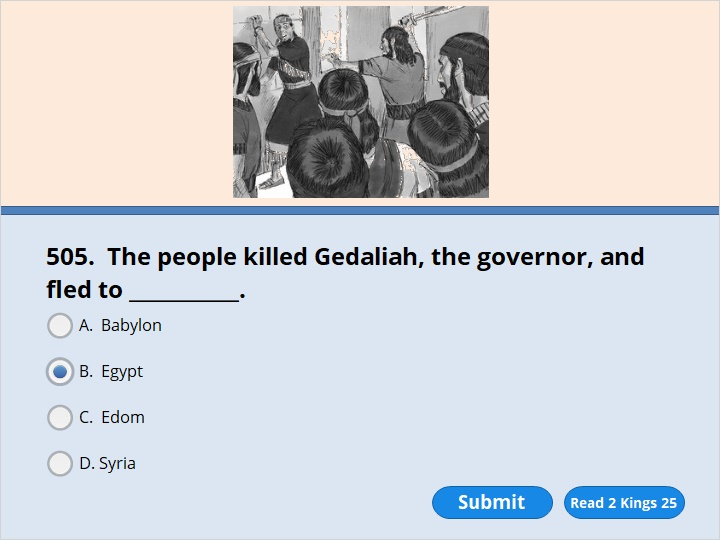 505.  The people killed Gedaliah, the governor, and
fled to __________.
A.  Babylon
B.  Egypt
C.  Edom
D. Syria
Submit
Read 2 Kings 25